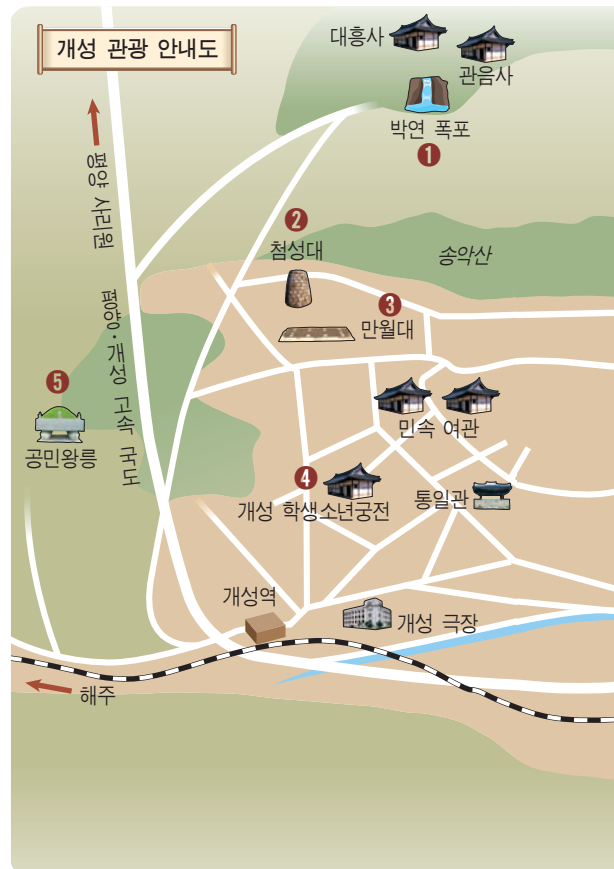 개성 관광 안내도
대흥사
관음사
박연 폭포
1
평양 사리원
2
첨성대
송악산
3
만월대
평양·개성 고속 국도
5
공민왕릉
민속 여관
4
개성 학생소년궁전
통일관
개성역
개성 극장
해주